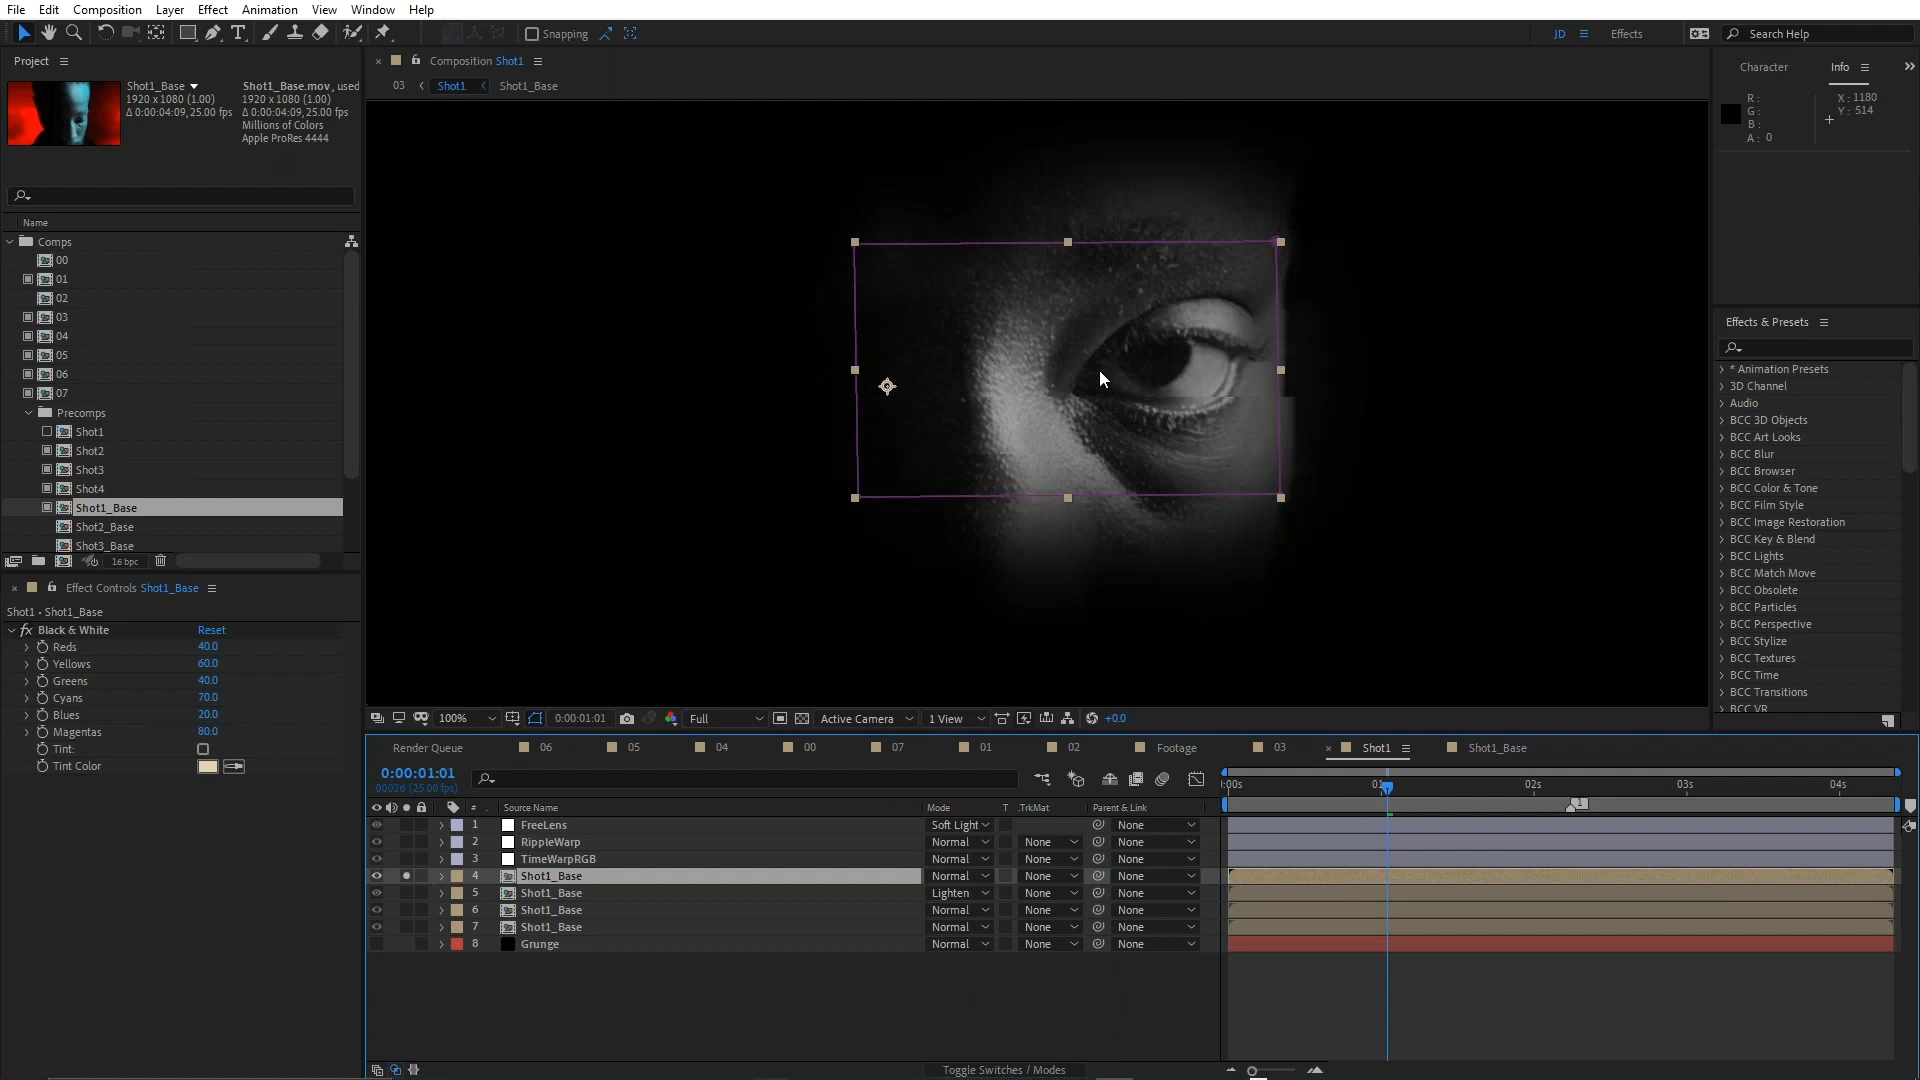 File Edit Composition Layer Effect Animation View Window Help
Snapping
JD
Effects
Search Help
Project
Shot1_Base
1920 x 1080 (1.00)
Δ 0:00:04:09, 25.00 fps
Shot1_Base.mov, used
1920 x 1080 (1.00)
Δ 0:00:04:09, 25.00 fps
Millions of Colors
Apple ProRes 4444
Name
Comps
00
01
02
03
04
05
06
07
Precomps
Shot1
Shot2
Shot3
Shot4
Shot1_Base
Shot2_Base
Shot3_Base
16 bpc
Composition Shot1
03 Shot1 Shot1_Base
Character
Info
R:
G:
B:
A: 0
X: 1180
Y: 514
Effects & Presets
* Animation Presets
3D Channel
Audio
BCC 3D Objects
BCC Art Looks
BCC Blur
BCC Browser
BCC Color & Tone
BCC Film Style
BCC Image Restoration
BCC Key & Blend
BCC Lights
BCC Match Move
BCC Obsolete
BCC Particles
BCC Perspective
BCC Stylize
BCC Textures
BCC Time
BCC Transitions
BCC VR
Effect Controls Shot1_Base
Shot1 • Shot1_Base
fx Black & White Reset
Reds 40.0
Yellows 60.0
Greens 40.0
Cyans 70.0
Blues 20.0
Magentas 80.0
Tint:
Tint Color
100% 0:00:01:01 Full Active Camera 1 View +0.0
Render Queue 06 05 04 00 07 01 02 Footage 03 Shot1 Shot1_Base
0:00:01:01
00026 (25.00 fps)
:00s 01 02s 03s 04s
1
# Source Name Mode T .TrkMat Parent & Link
1 FreeLens Soft Light None
2 RippleWarp Normal None None
3 TimeWarpRGB Normal None None
4 Shot1_Base Normal None None
5 Shot1_Base Lighten None None
6 Shot1_Base Normal None None
7 Shot1_Base Normal None None
8 Grunge Normal None None
Toggle Switches / Modes